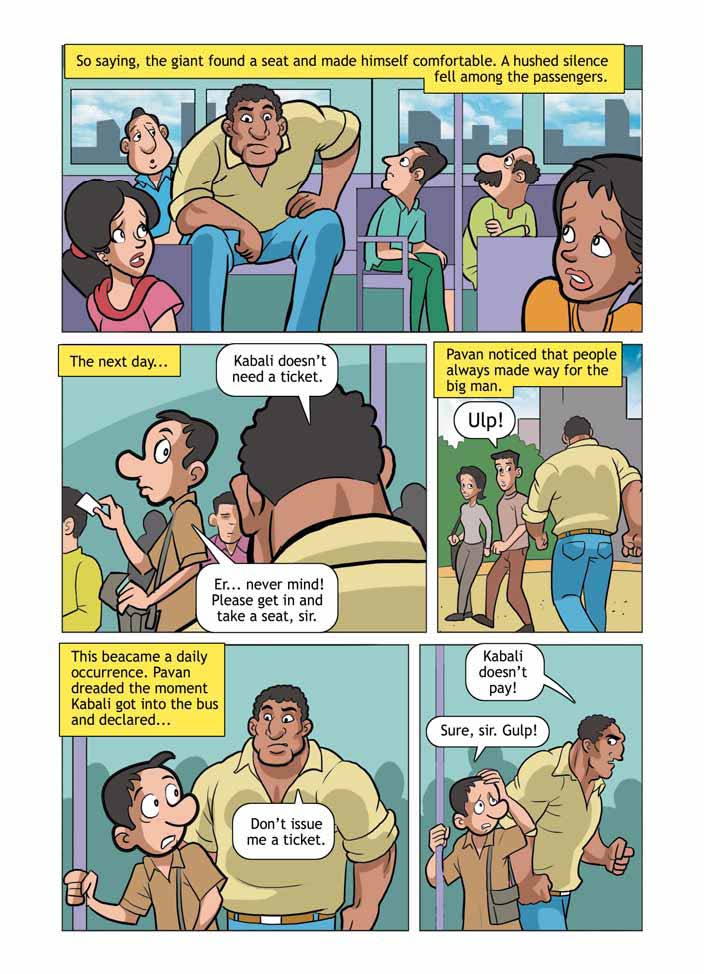 So saying, the giant found a seat and made himself comfortable. A hushed silence
fell among the passengers.
The next day...
Kabali doesn't
need a ticket.
Er... never mind!
Please get in and
take a seat, sir.
Pavan noticed that people
always made way for the
big man.
Ulp!
This beacame a daily
occurrence. Pavan
dreaded the moment
Kabali got into the bus
and declared...
Don't issue
me a ticket.
Kabali
doesn't
pay!
Sure, sir. Gulp!